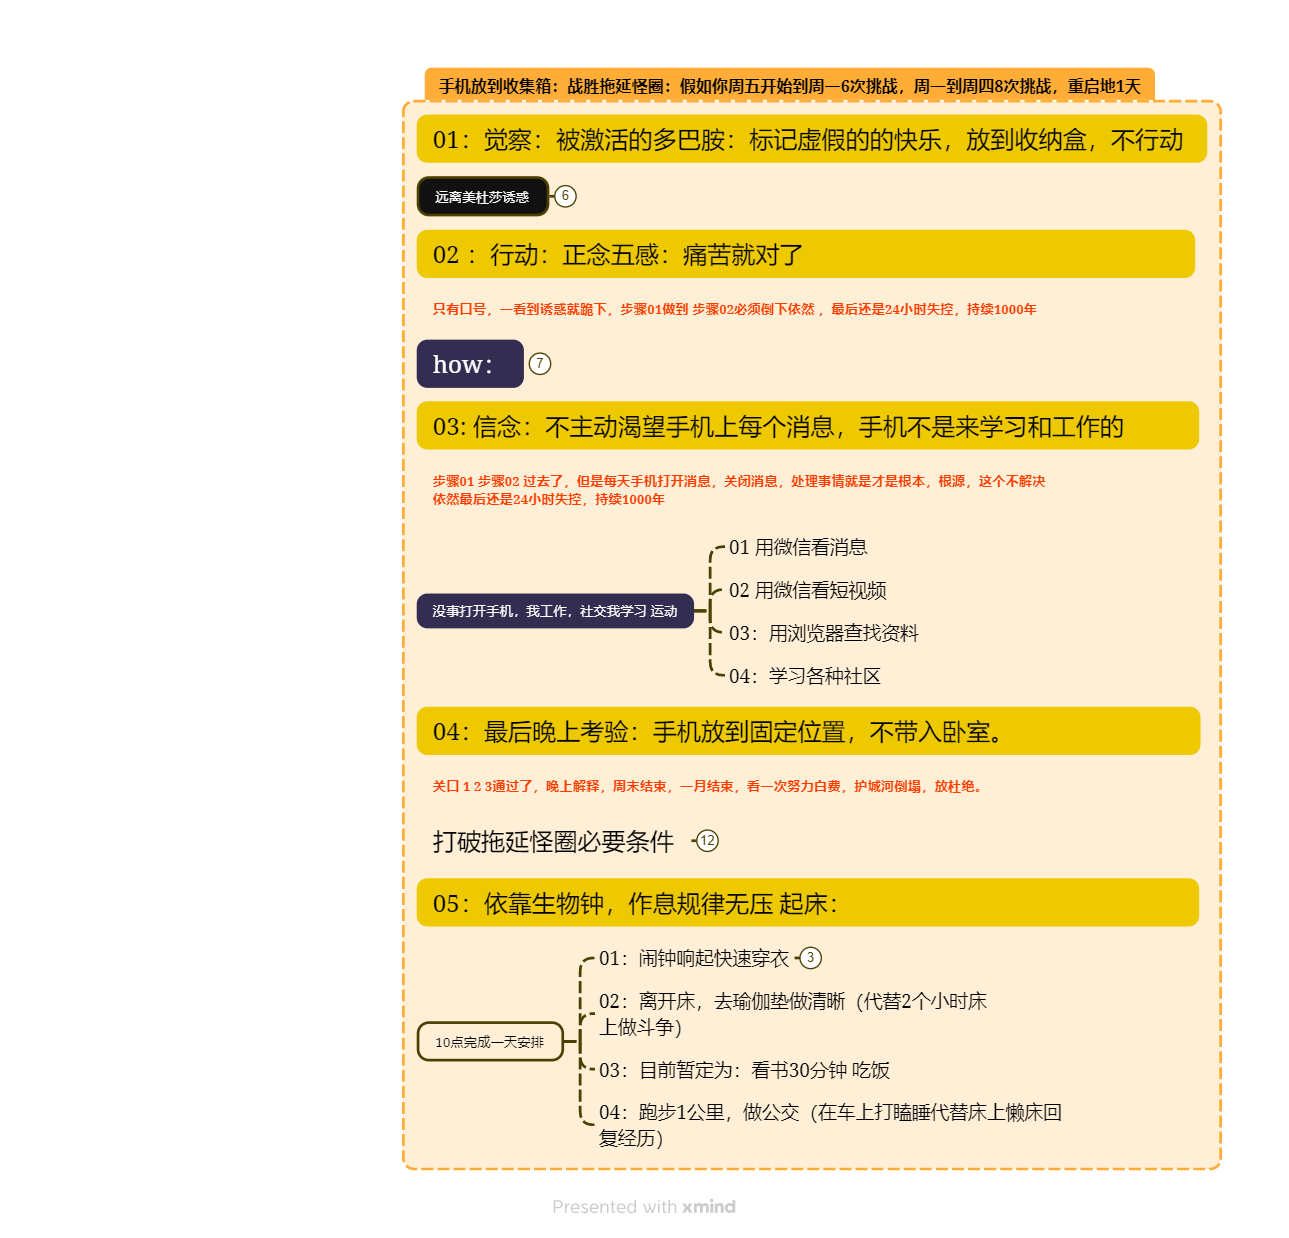 手机放到收集箱：战胜拖延怪圈：假如你周五开始到周一6次挑战，周一到周四8次挑战，重启地1天
01：觉察：被激活的多巴胺：标记虚假的的快乐，放到收纳盒，不行动
远离美杜莎诱惑 6
02 ：行动：正念五感：痛苦就对了
只有口号，一看到诱惑就跪下，步骤01做到 步骤02必须倒下依然 ，最后还是24小时失控，持续1000年
how： 7
03: 信念：不主动渴望手机上每个消息，手机不是来学习和工作的
步骤01 步骤02 过去了，但是每天手机打开消息，关闭消息，处理事情就是才是根本，根源，这个不解决
依然最后还是24小时失控，持续1000年
没事打开手机，我工作，社交我学习 运动
01 用微信看消息
02 用微信看短视频
03：用浏览器查找资料
04：学习各种社区
04：最后晚上考验：手机放到固定位置，不带入卧室。
关口 1 2 3通过了，晚上解释，周末结束，一月结束，看一次努力白费，护城河倒塌，放杜绝。
打破拖延怪圈必要条件 12
05：依靠生物钟，作息规律无压 起床：
10点完成一天安排
01：闹钟响起快速穿衣 3
02：离开床，去瑜伽垫做清晰（代替2个小时床
上做斗争）
03：目前暂定为：看书30分钟 吃饭
04：跑步1公里，做公交（在车上打瞌睡代替床上懒床回
复经历）
Presented with xmind